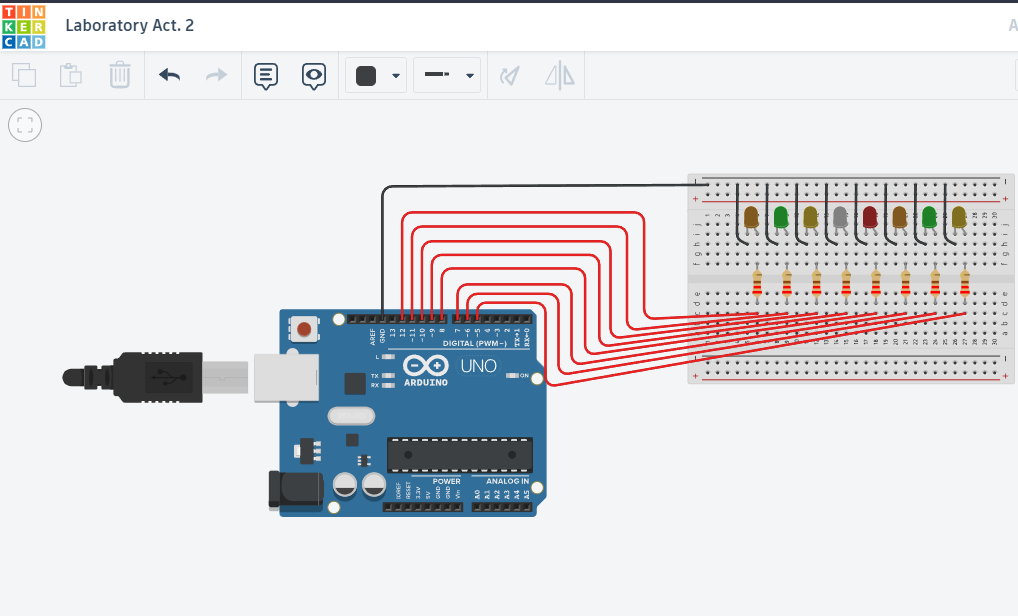 TIN
KER
CAD
Laboratory Act. 2
A
AREF
GND
13
12
~11
~10
~9
8
7
~6
~5
4
~3
2
TX→1
RX←0
DIGITAL (PWM~)
L
TX
RX
ARDUINO
UNO
ON
POWER
ANALOG IN
IOREF
RESET
3.3V
5V
GND
GND
Vin
A0
A1
A2
A3
A4
A5
j
i
h
g
f
e
d
c
b
a